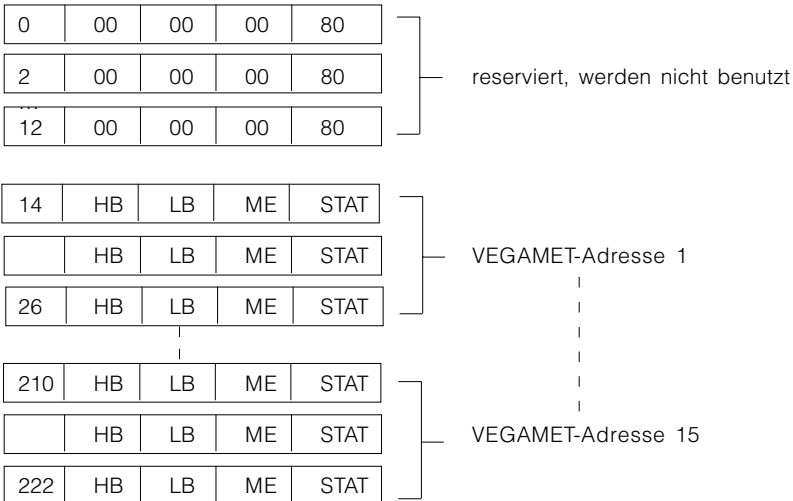 0 00 00 00 80
2 00 00 00 80 reserviert, werden nicht benutzt
...
12 00 00 00 80
14 HB LB ME STAT
HB LB ME STAT VEGAMET-Adresse 1
26 HB LB ME STAT
210 HB LB ME STAT
HB LB ME STAT VEGAMET-Adresse 15
222 HB LB ME STAT